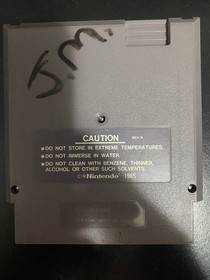 J.M.
CAUTION REV-A
• DO NOT STORE IN EXTREME TEMPERATURES.
• DO NOT IMMERSE IN WATER.
• DO NOT CLEAN WITH BENZENE, THINNER,
ALCOHOL OR OTHER SUCH SOLVENTS.
©Nintendo 1985